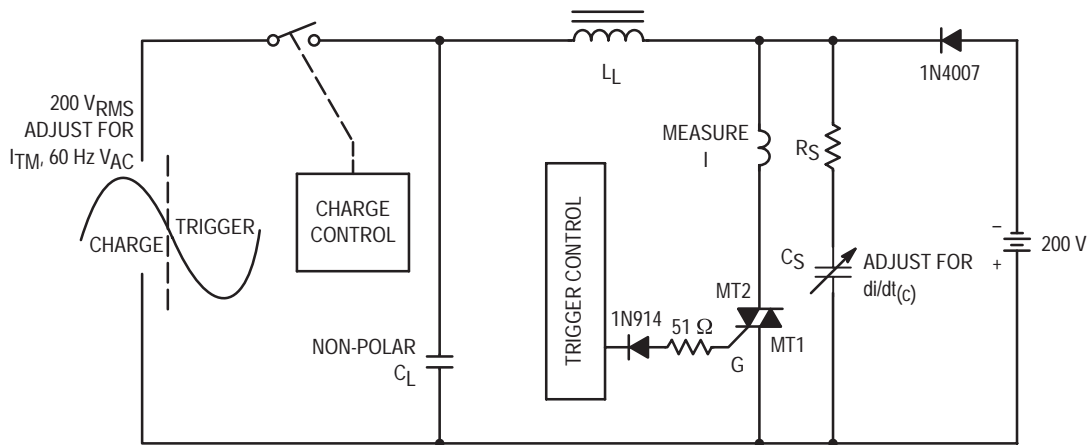 L_L
1N4007
200 V_RMS
ADJUST FOR
I_TM, 60 Hz V_AC
CHARGE
TRIGGER
CHARGE
CONTROL
NON-POLAR
C_L
TRIGGER CONTROL
MEASURE
I
R_S
C_S
ADJUST FOR
di/dt_(c)
MT2
MT1
1N914
51 Ω
G
–
+
200 V